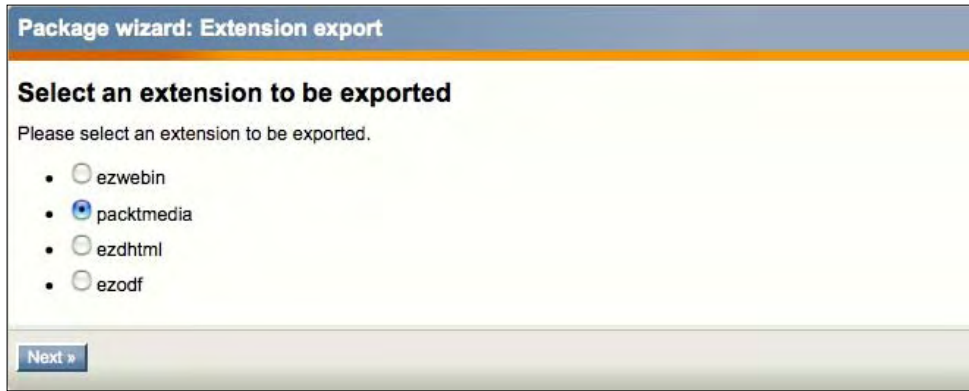 Package wizard: Extension export
Select an extension to be exported
Please select an extension to be exported.
ezwebin
packtmedia
ezdhtml
ezodf
Next »